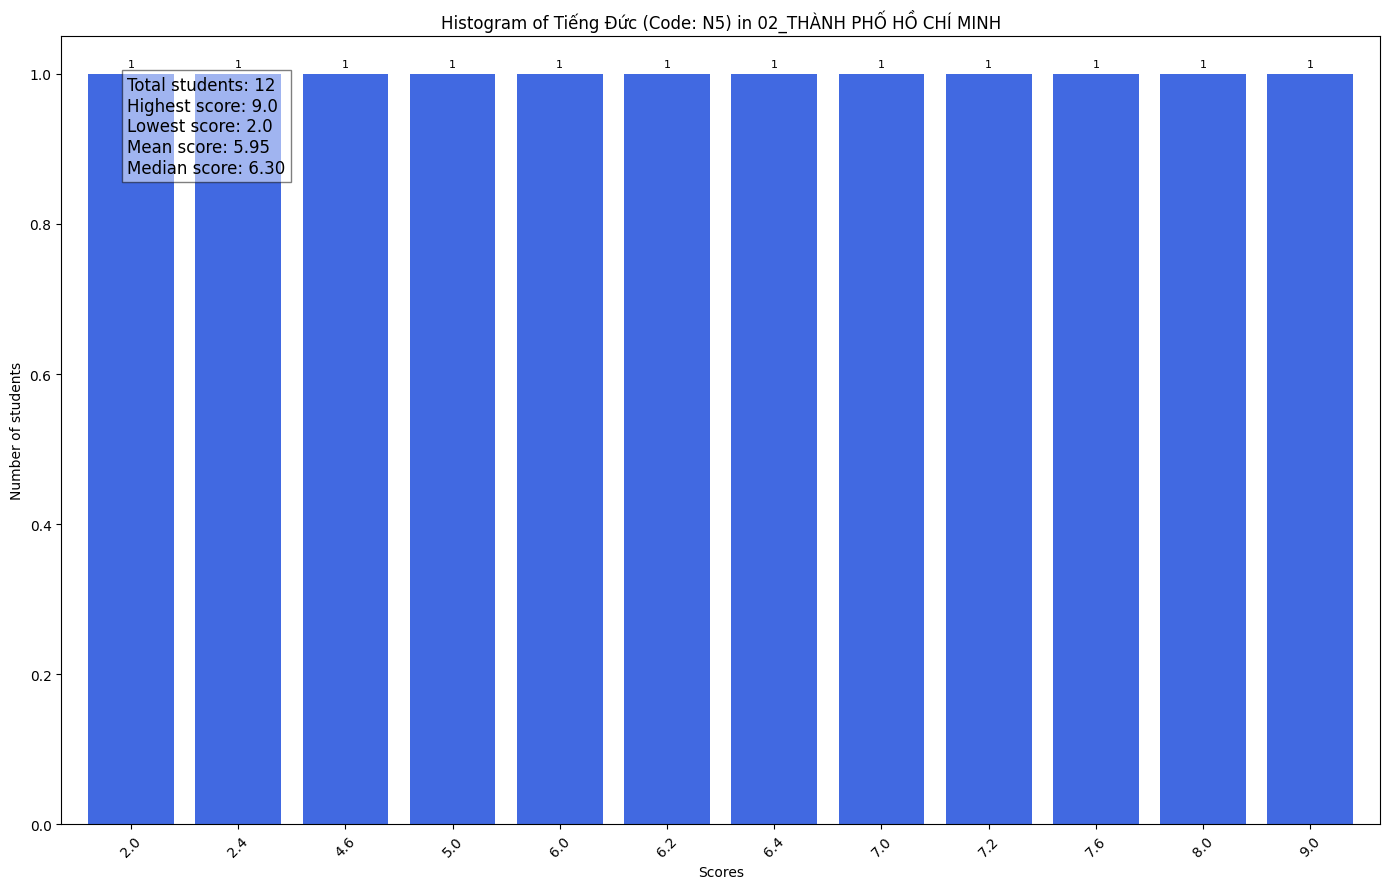 Histogram of Tiếng Đức (Code: N5) in 02_THÀNH PHỐ HỒ CHÍ MINH
1 1 1 1 1 1 1 1 1 1 1 1
Total students: 12
Highest score: 9.0
Lowest score: 2.0
Mean score: 5.95
Median score: 6.30
Number of students
1.0
0.8
0.6
0.4
0.2
0.0
2.0 2.4 4.6 5.0 6.0 6.2 6.4 7.0 7.2 7.6 8.0 9.0
Scores